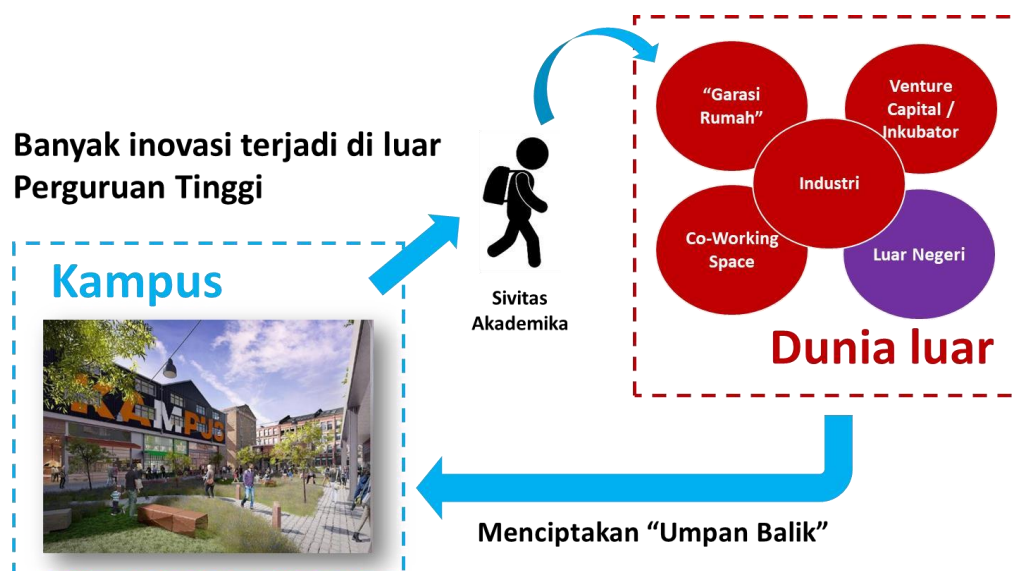 Banyak inovasi terjadi di luar
Perguruan Tinggi
Kampus
KAMPUS
Sivitas
Akademika
“Garasi
Rumah”
Venture
Capital /
Inkubator
Industri
Co-Working
Space
Luar Negeri
Dunia luar
Menciptakan “Umpan Balik”